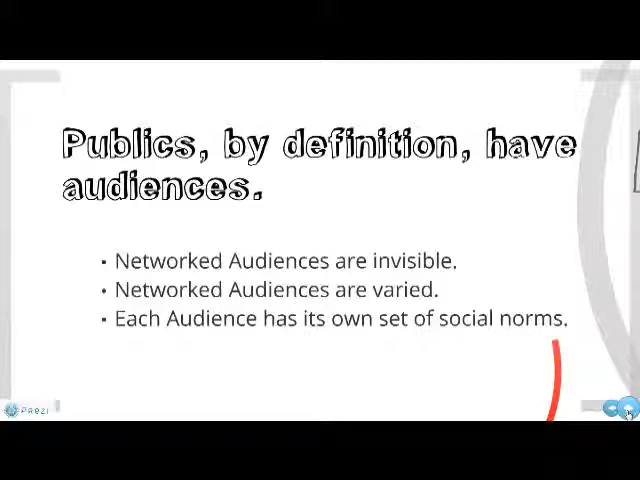 Publics, by definition, have
audiences.
• Networked Audiences are invisible.
• Networked Audiences are varied.
• Each Audience has its own set of social norms.
Prezi